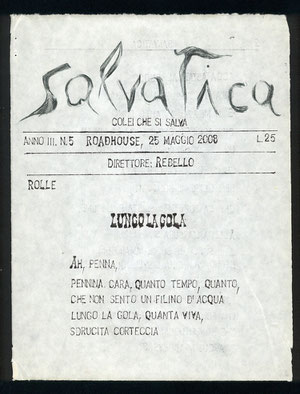 SalvaTica
COLEI CHE SI SALVA
ANNO III. N.5 ROADHOUSE, 25 MAGGIO 2008 L.25
DIRETTORE: REBELLO
ROLLE
LUNGO LA GOLA
AH, PENNA,
PENNINA CARA, QUANTO TEMPO, QUANTO,
CHE NON SENTO UN FILINO D'ACQUA
LUNGO LA GOLA, QUANTA VIVA,
SDRUCITA CORTECCIA